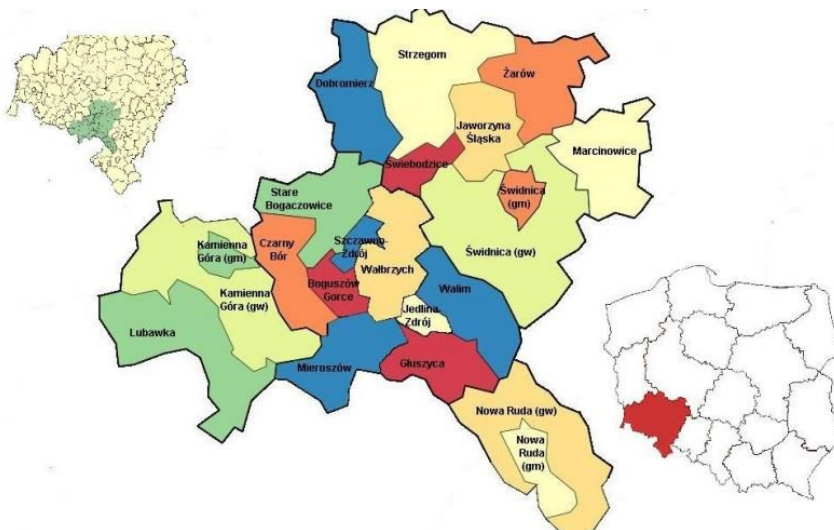 Strzegom
Żarów
Dobromierz
Jaworzyna
Śląska
Marcinowice
Świebodzice
Stare
Bogaczowice
Świdnica
(gm)
Kamienna
Góra (gm)
Czarny
Bór
Szczawno-
Zdrój
Wałbrzych
Świdnica (gw)
Boguszów
Gorce
Kamienna
Góra (gw)
Walim
Jedlina-
Zdrój
Lubawka
Mieroszów
Głuszyca
Nowa Ruda (gw)
Nowa
Ruda
(gm)